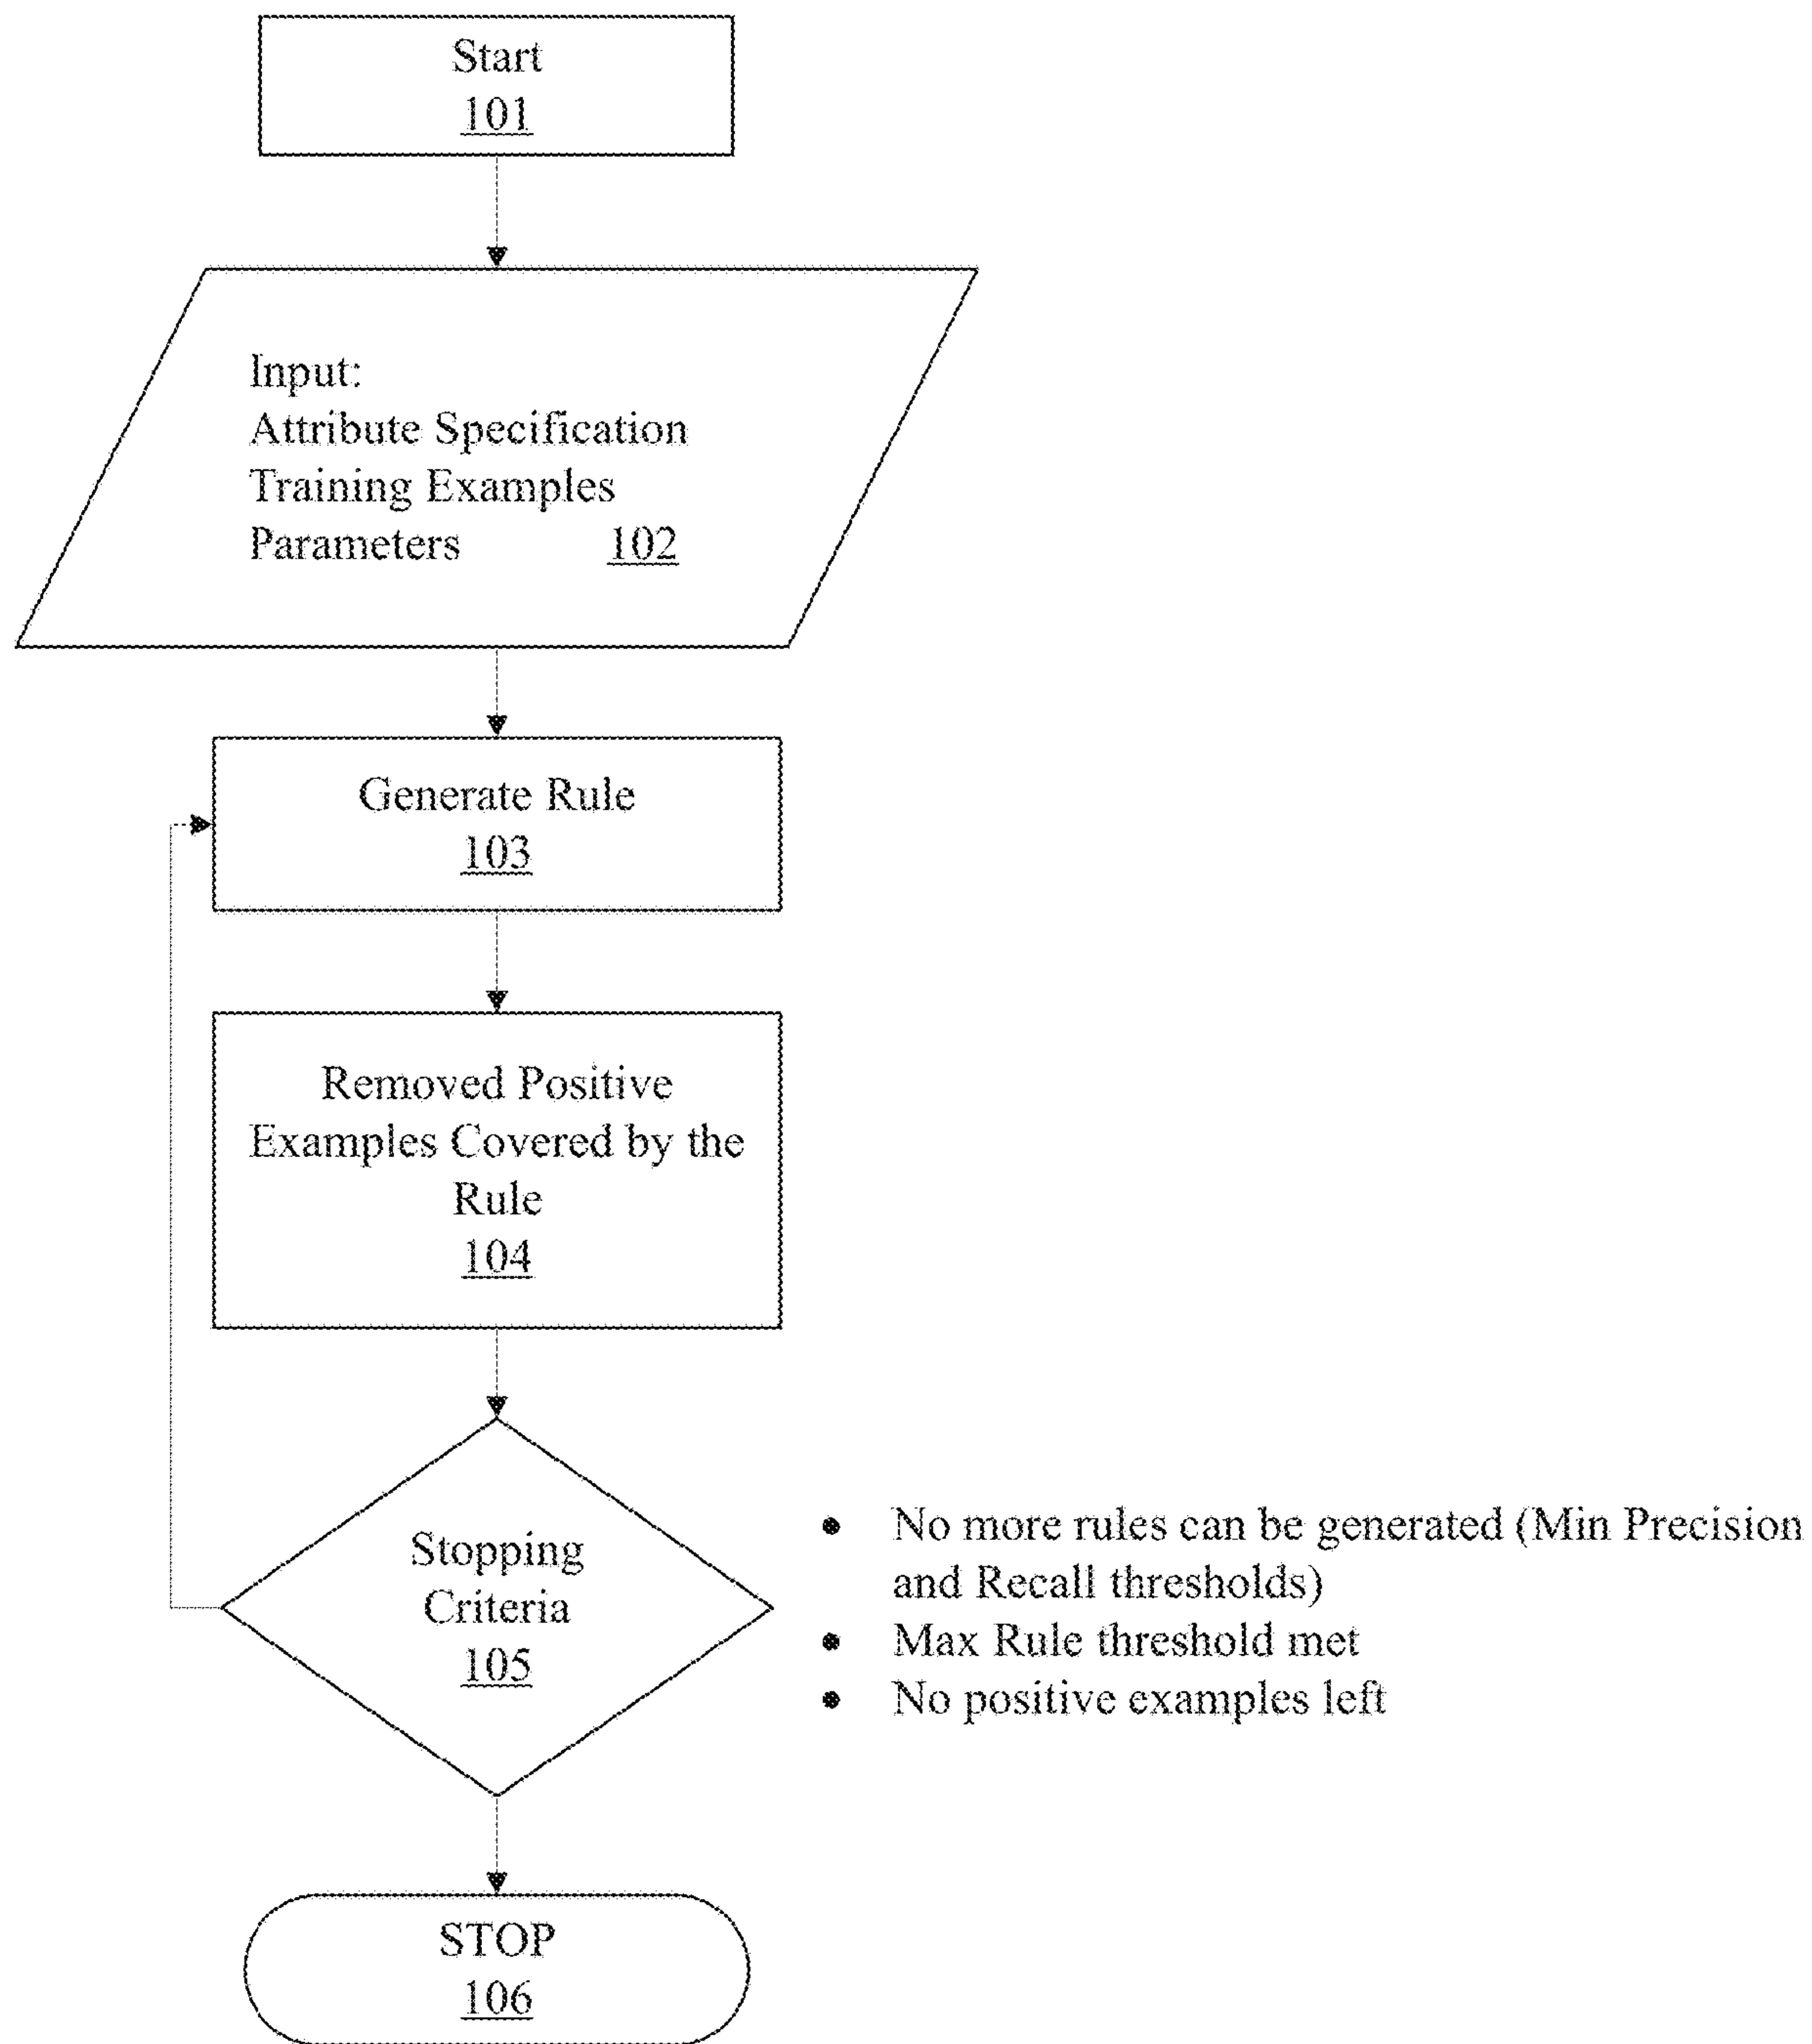 Start
101
Input:
Attribute Specification
Training Examples
Parameters 102
Generate Rule
103
Removed Positive
Examples Covered by the
Rule
104
Stopping
Criteria
105
• No more rules can be generated (Min Precision
and Recall thresholds)
• Max Rule threshold met
• No positive examples left
STOP
106